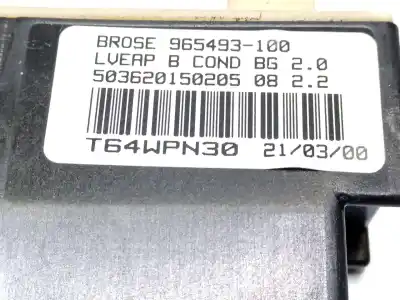 BROSE 965493-100
LVEAP B COND BG 2.0
503620150205 08 2.2
T64WPN30 21/03/00